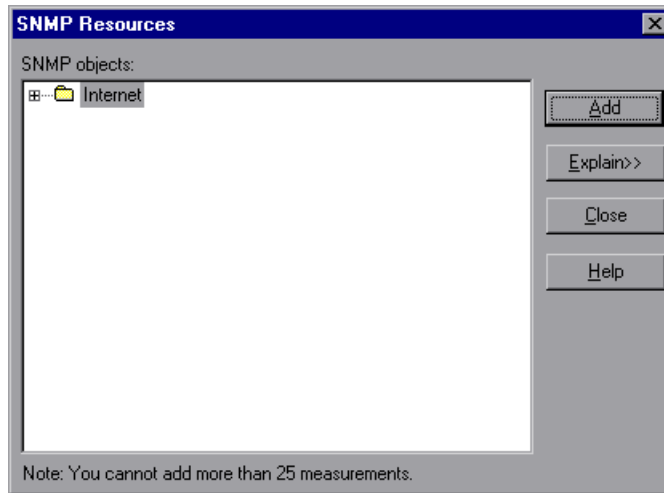 SNMP Resources
SNMP objects:
Internet
Add
Explain>>
Close
Help
Note: You cannot add more than 25 measurements.